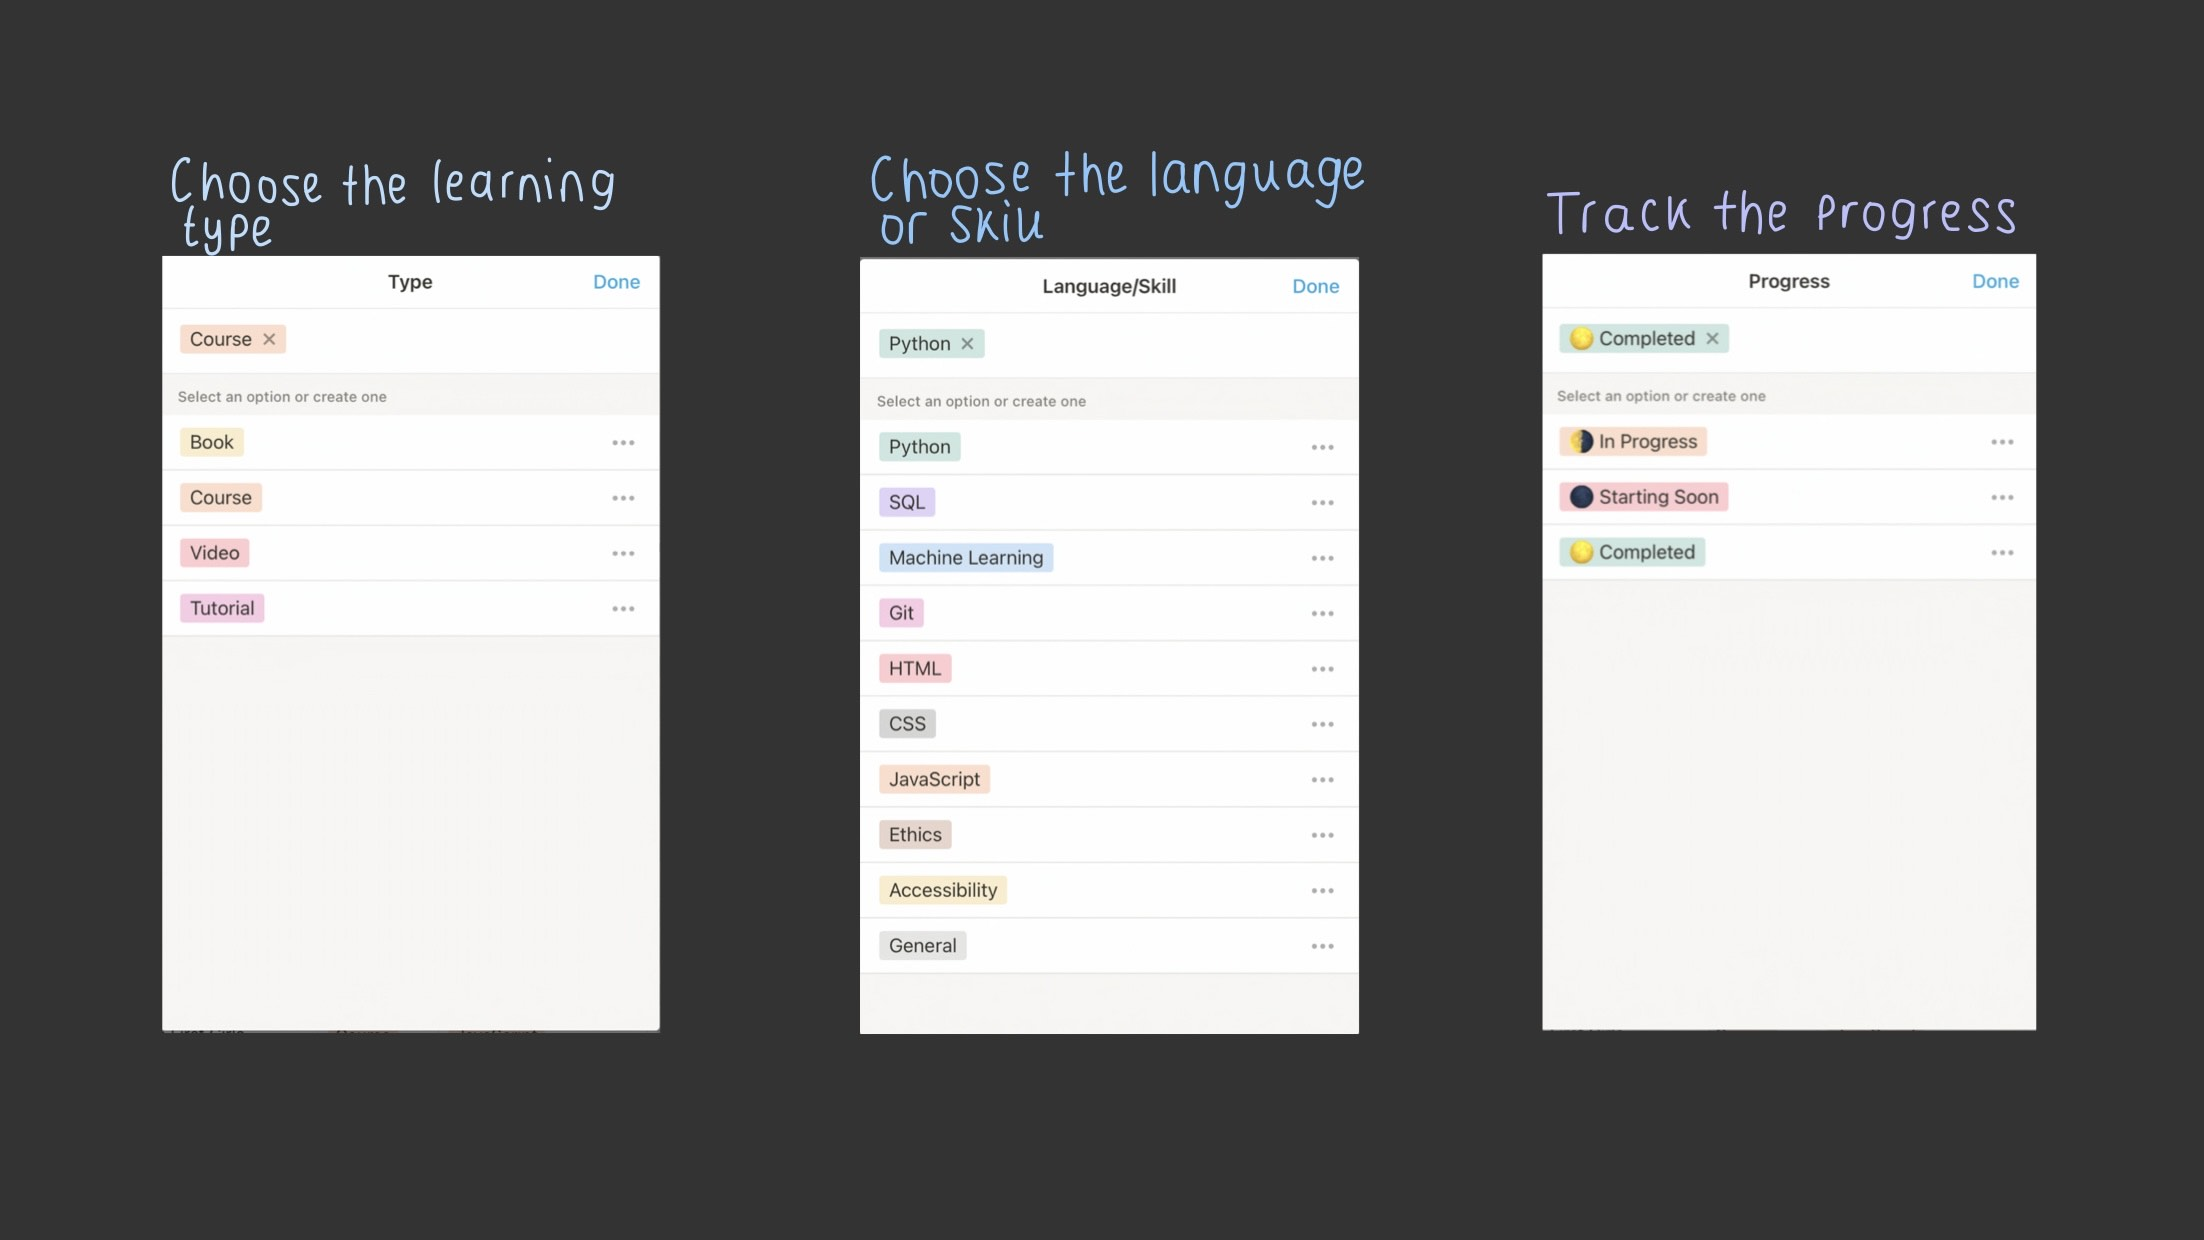 Choose the learning
type
Type
Done
Course ×
Select an option or create one
Book
Course
Video
Tutorial
Choose the language
or skill
Language/Skill
Done
Python ×
Select an option or create one
Python
SQL
Machine Learning
Git
HTML
CSS
JavaScript
Ethics
Accessibility
General
Track the Progress
Progress
Done
Completed ×
Select an option or create one
In Progress
Starting Soon
Completed